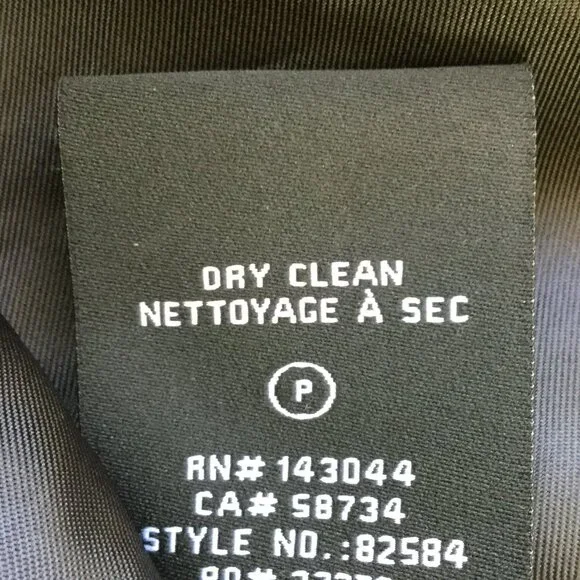 DRY CLEAN
NETTOYAGE À SEC
P
RN# 143044
CA# 58734
STYLE NO.:82584